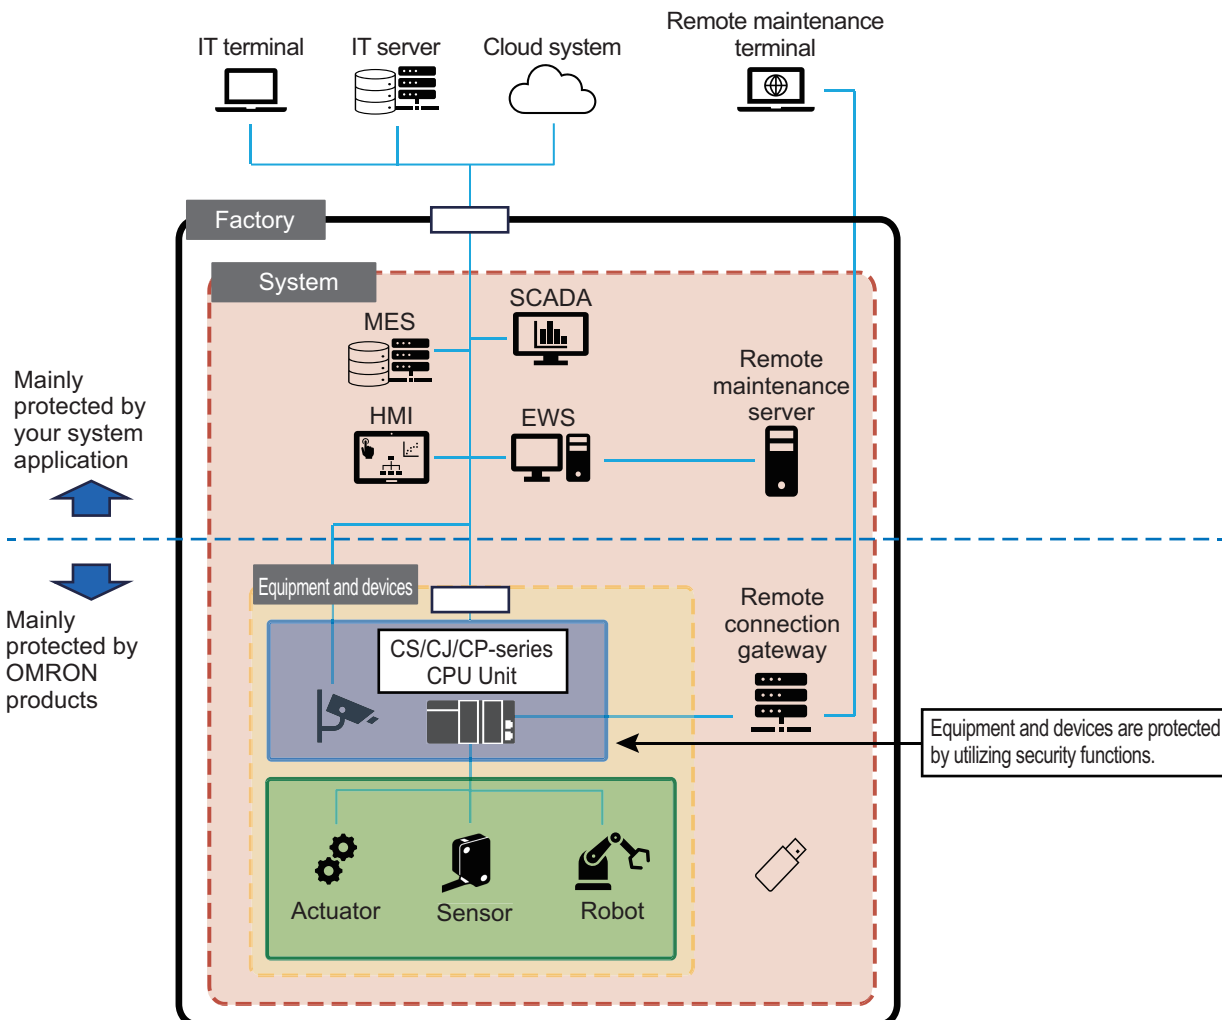 Remote maintenance
terminal
IT terminal
IT server
Cloud system
Factory
System
SCADA
MES
Remote
maintenance
server
HMI
EWS
Mainly
protected by
your system
application
Equipment and devices
Mainly
protected by
OMRON
products
Remote
connection
gateway
CS/CJ/CP-series
CPU Unit
Equipment and devices are protected
by utilizing security functions.
Actuator
Sensor
Robot